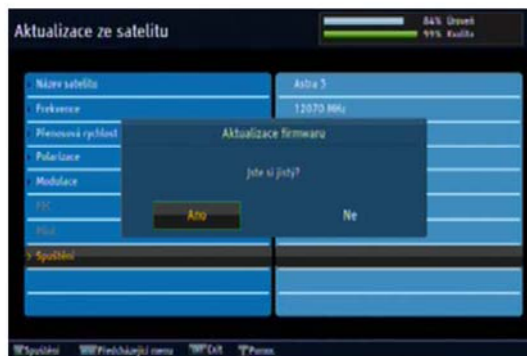 Aktualizace ze satelitu
84% Úroveň
99% Kvalita
Název satelitu
Astra 3
Frekvence
12070 MHz
Přenosová rychlost
Polarizace
Modulace
Aktualizace firmwaru
Jste si jistý?
Ano Ne
Spuštění
Spuštění Předcházející menu Exit Pomoc